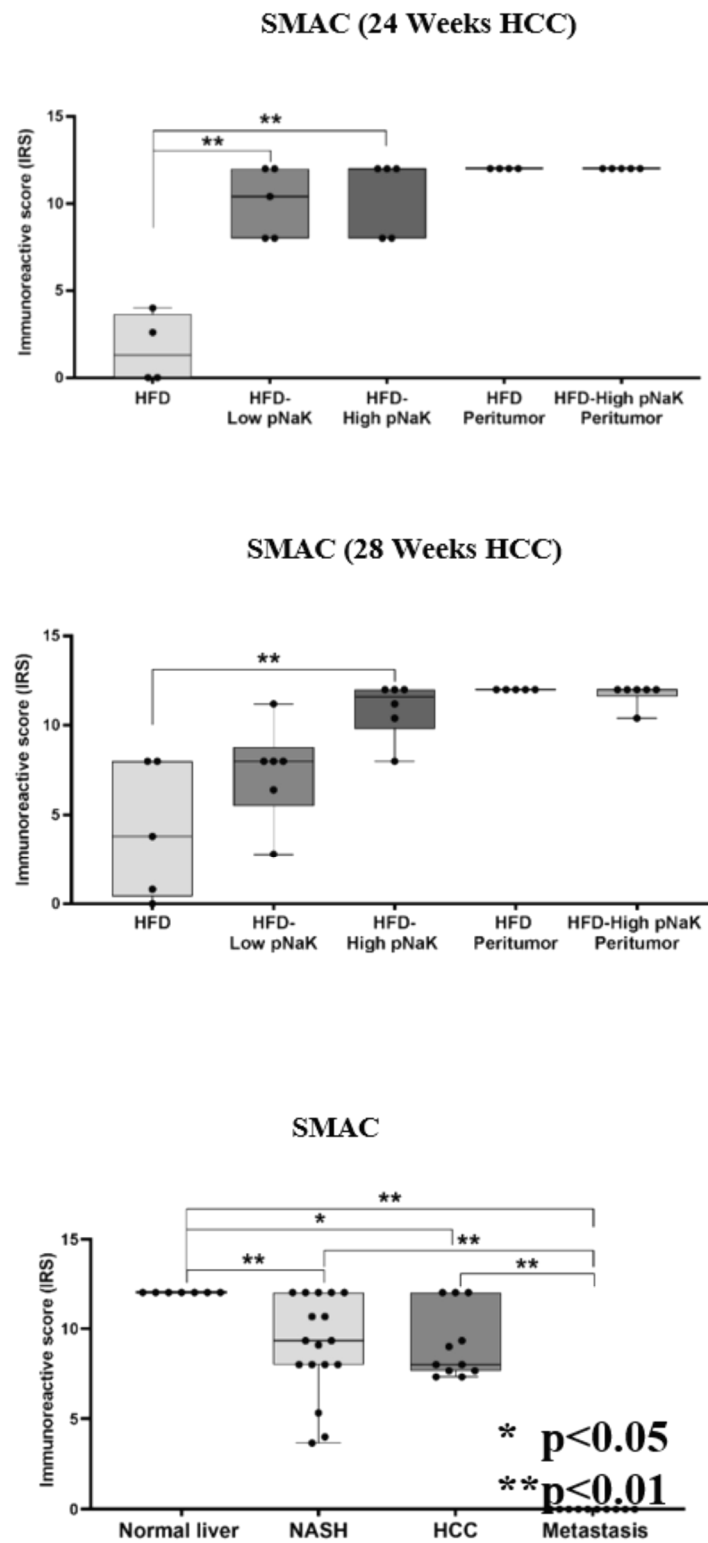 SMAC (24 Weeks HCC)
Immunoreactive score (IRS)
15
10
5
0
**
**
HFD
HFD-
Low pNaK
HFD-
High pNaK
HFD
Peritumor
HFD-High pNaK
Peritumor
SMAC (28 Weeks HCC)
Immunoreactive score (IRS)
15
10
5
0
**
HFD
HFD-
Low pNaK
HFD-
High pNaK
HFD
Peritumor
HFD-High pNaK
Peritumor
SMAC
Immunoreactive score (IRS)
15
10
5
0
**
*
**
**
**
* p<0.05
**p<0.01
Normal liver
NASH
HCC
Metastasis